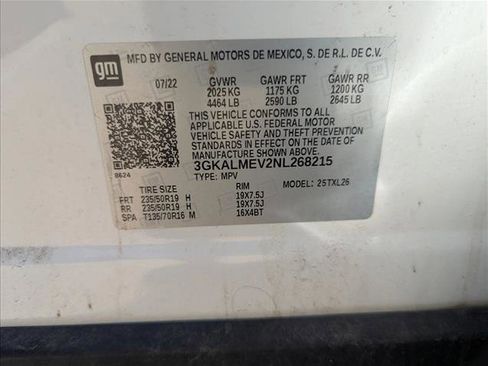 gm
MFD BY GENERAL MOTORS DE MEXICO, S. DE R.L. DE C.V.
07/22 GVWR GAWR FRT GAWR RR
2025 KG 1175 KG 1200 KG
4464 LB 2590 LB 2645 LB
THIS VEHICLE CONFORMS TO ALL
APPLICABLE U.S. FEDERAL MOTOR
VEHICLE SAFETY AND THEFT PREVENTION
STANDARDS IN EFFECT ON THE DATE OF
MANUFACTURE SHOWN ABOVE.
3GKALMEV2NL268215
8624 TYPE: MPV MODEL: 25TXL26
TIRE SIZE RIM
FRT 235/50R19 H 19X7.5J
RR 235/50R19 H 19X7.5J
SPA T135/70R16 M 16X4BT